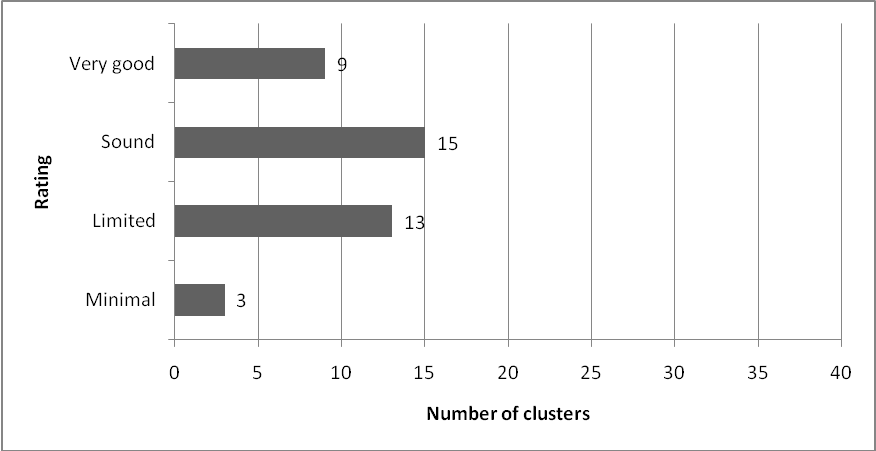 Very good
9
Sound
15
Limited
13
Minimal
3
Rating
0 5 10 15 20 25 30 35 40
Number of clusters